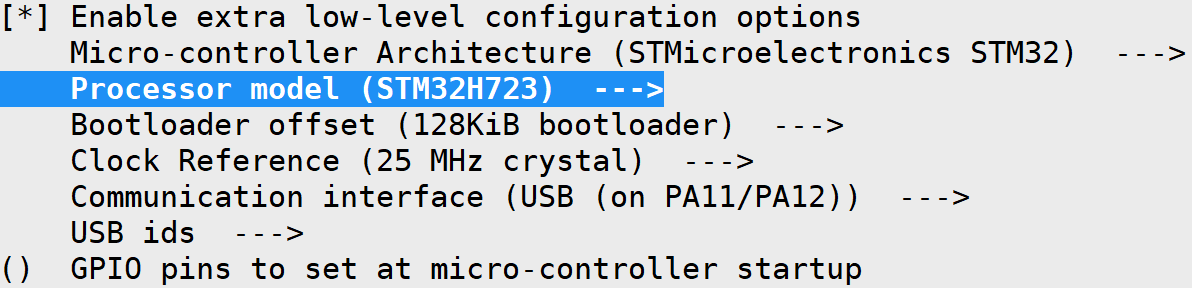 [*] Enable extra low-level configuration options
    Micro-controller Architecture (STMicroelectronics STM32)  --->
    Processor model (STM32H723)  --->
    Bootloader offset (128KiB bootloader)  --->
    Clock Reference (25 MHz crystal)  --->
    Communication interface (USB (on PA11/PA12))  --->
    USB ids  --->
()  GPIO pins to set at micro-controller startup